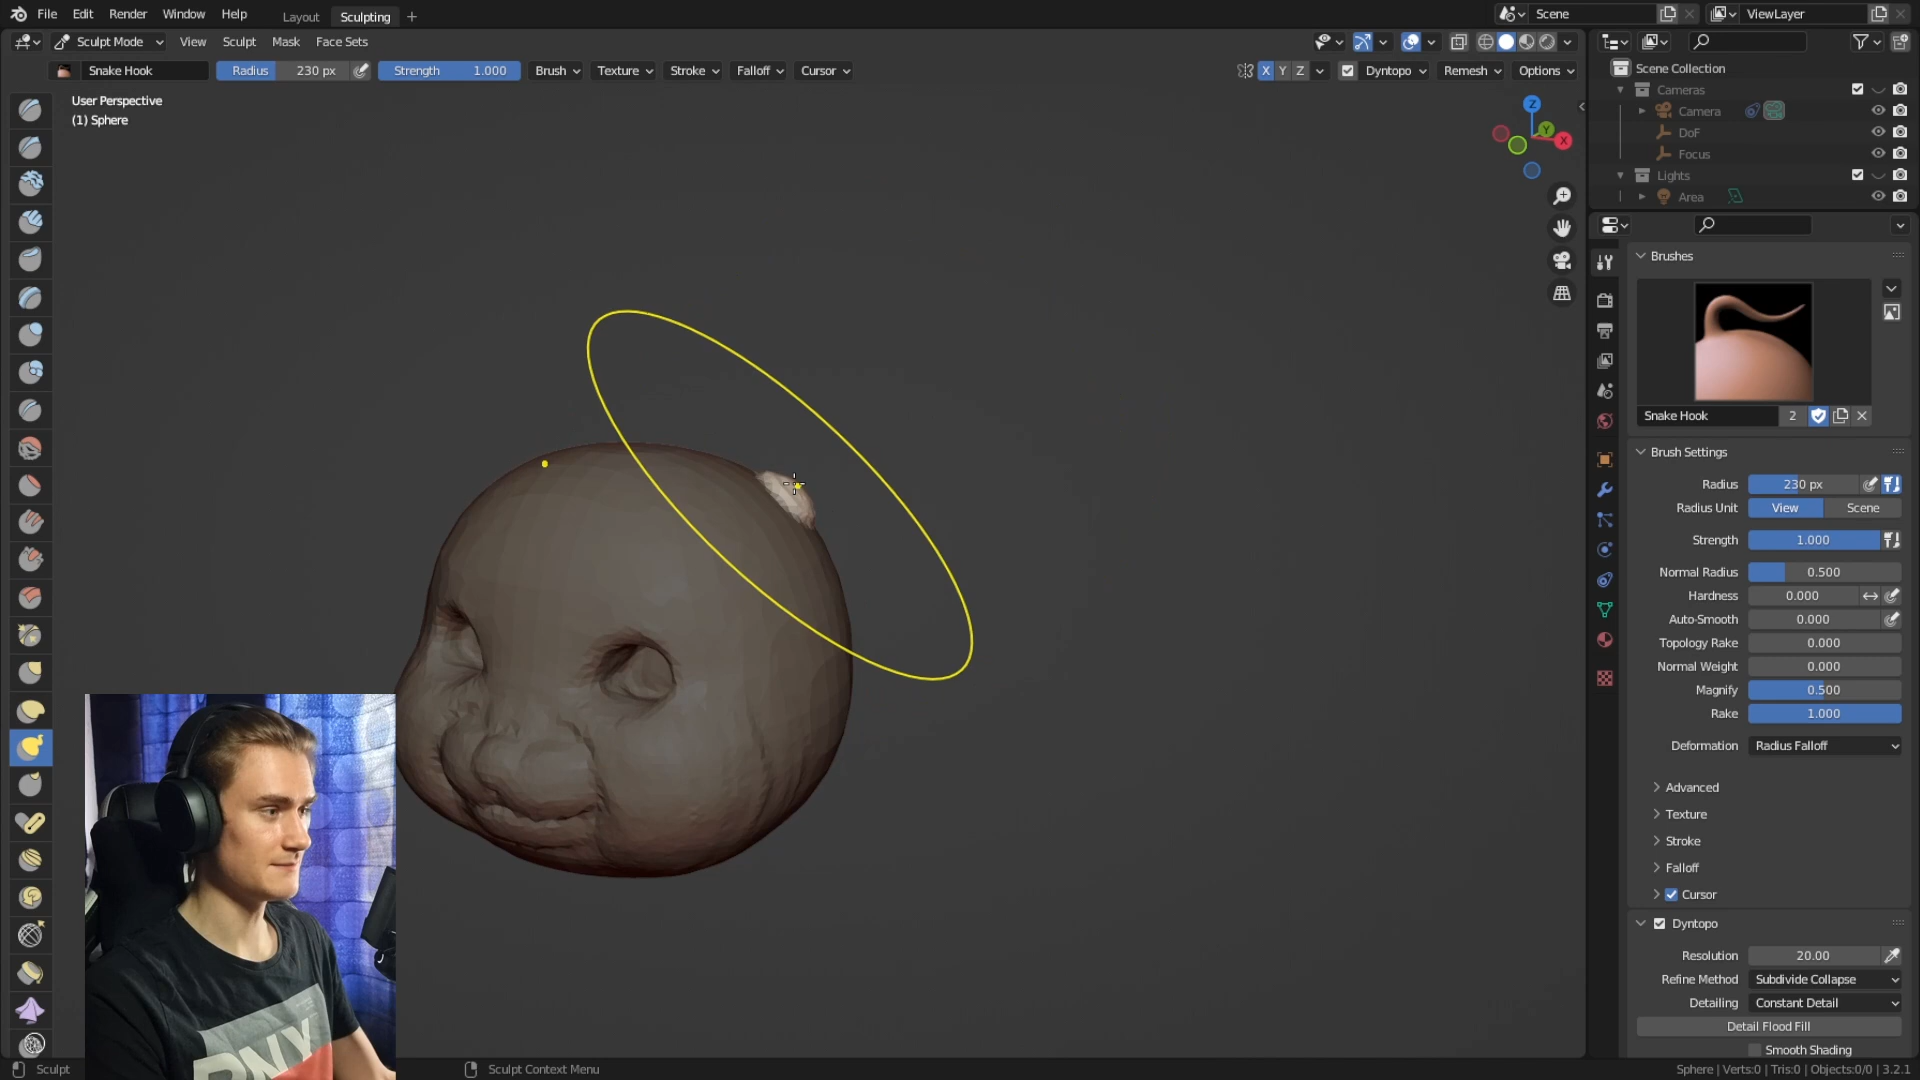 File Edit Render Window Help Layout Sculpting + Scene ViewLayer
Sculpt Mode View Sculpt Mask Face Sets
Snake Hook Radius 230 px Strength 1.000 Brush Texture Stroke Falloff Cursor X Y Z Dyntopo Remesh Options
User Perspective
(1) Sphere
Z
Y
X
Scene Collection
Cameras
Camera
DoF
Focus
Lights
Area
Brushes
Snake Hook 2
Brush Settings
Radius 230 px
Radius Unit View Scene
Strength 1.000
Normal Radius 0.500
Hardness 0.000
Auto-Smooth 0.000
Topology Rake 0.000
Normal Weight 0.000
Magnify 0.500
Rake 1.000
Deformation Radius Falloff
Advanced
Texture
Stroke
Falloff
Cursor
Dyntopo
Resolution 20.00
Refine Method Subdivide Collapse
Detailing Constant Detail
Detail Flood Fill
Smooth Shading
Sculpt Sculpt Context Menu Sphere | Verts:0 | Tris:0 | Objects:0/0 | 3.2.1